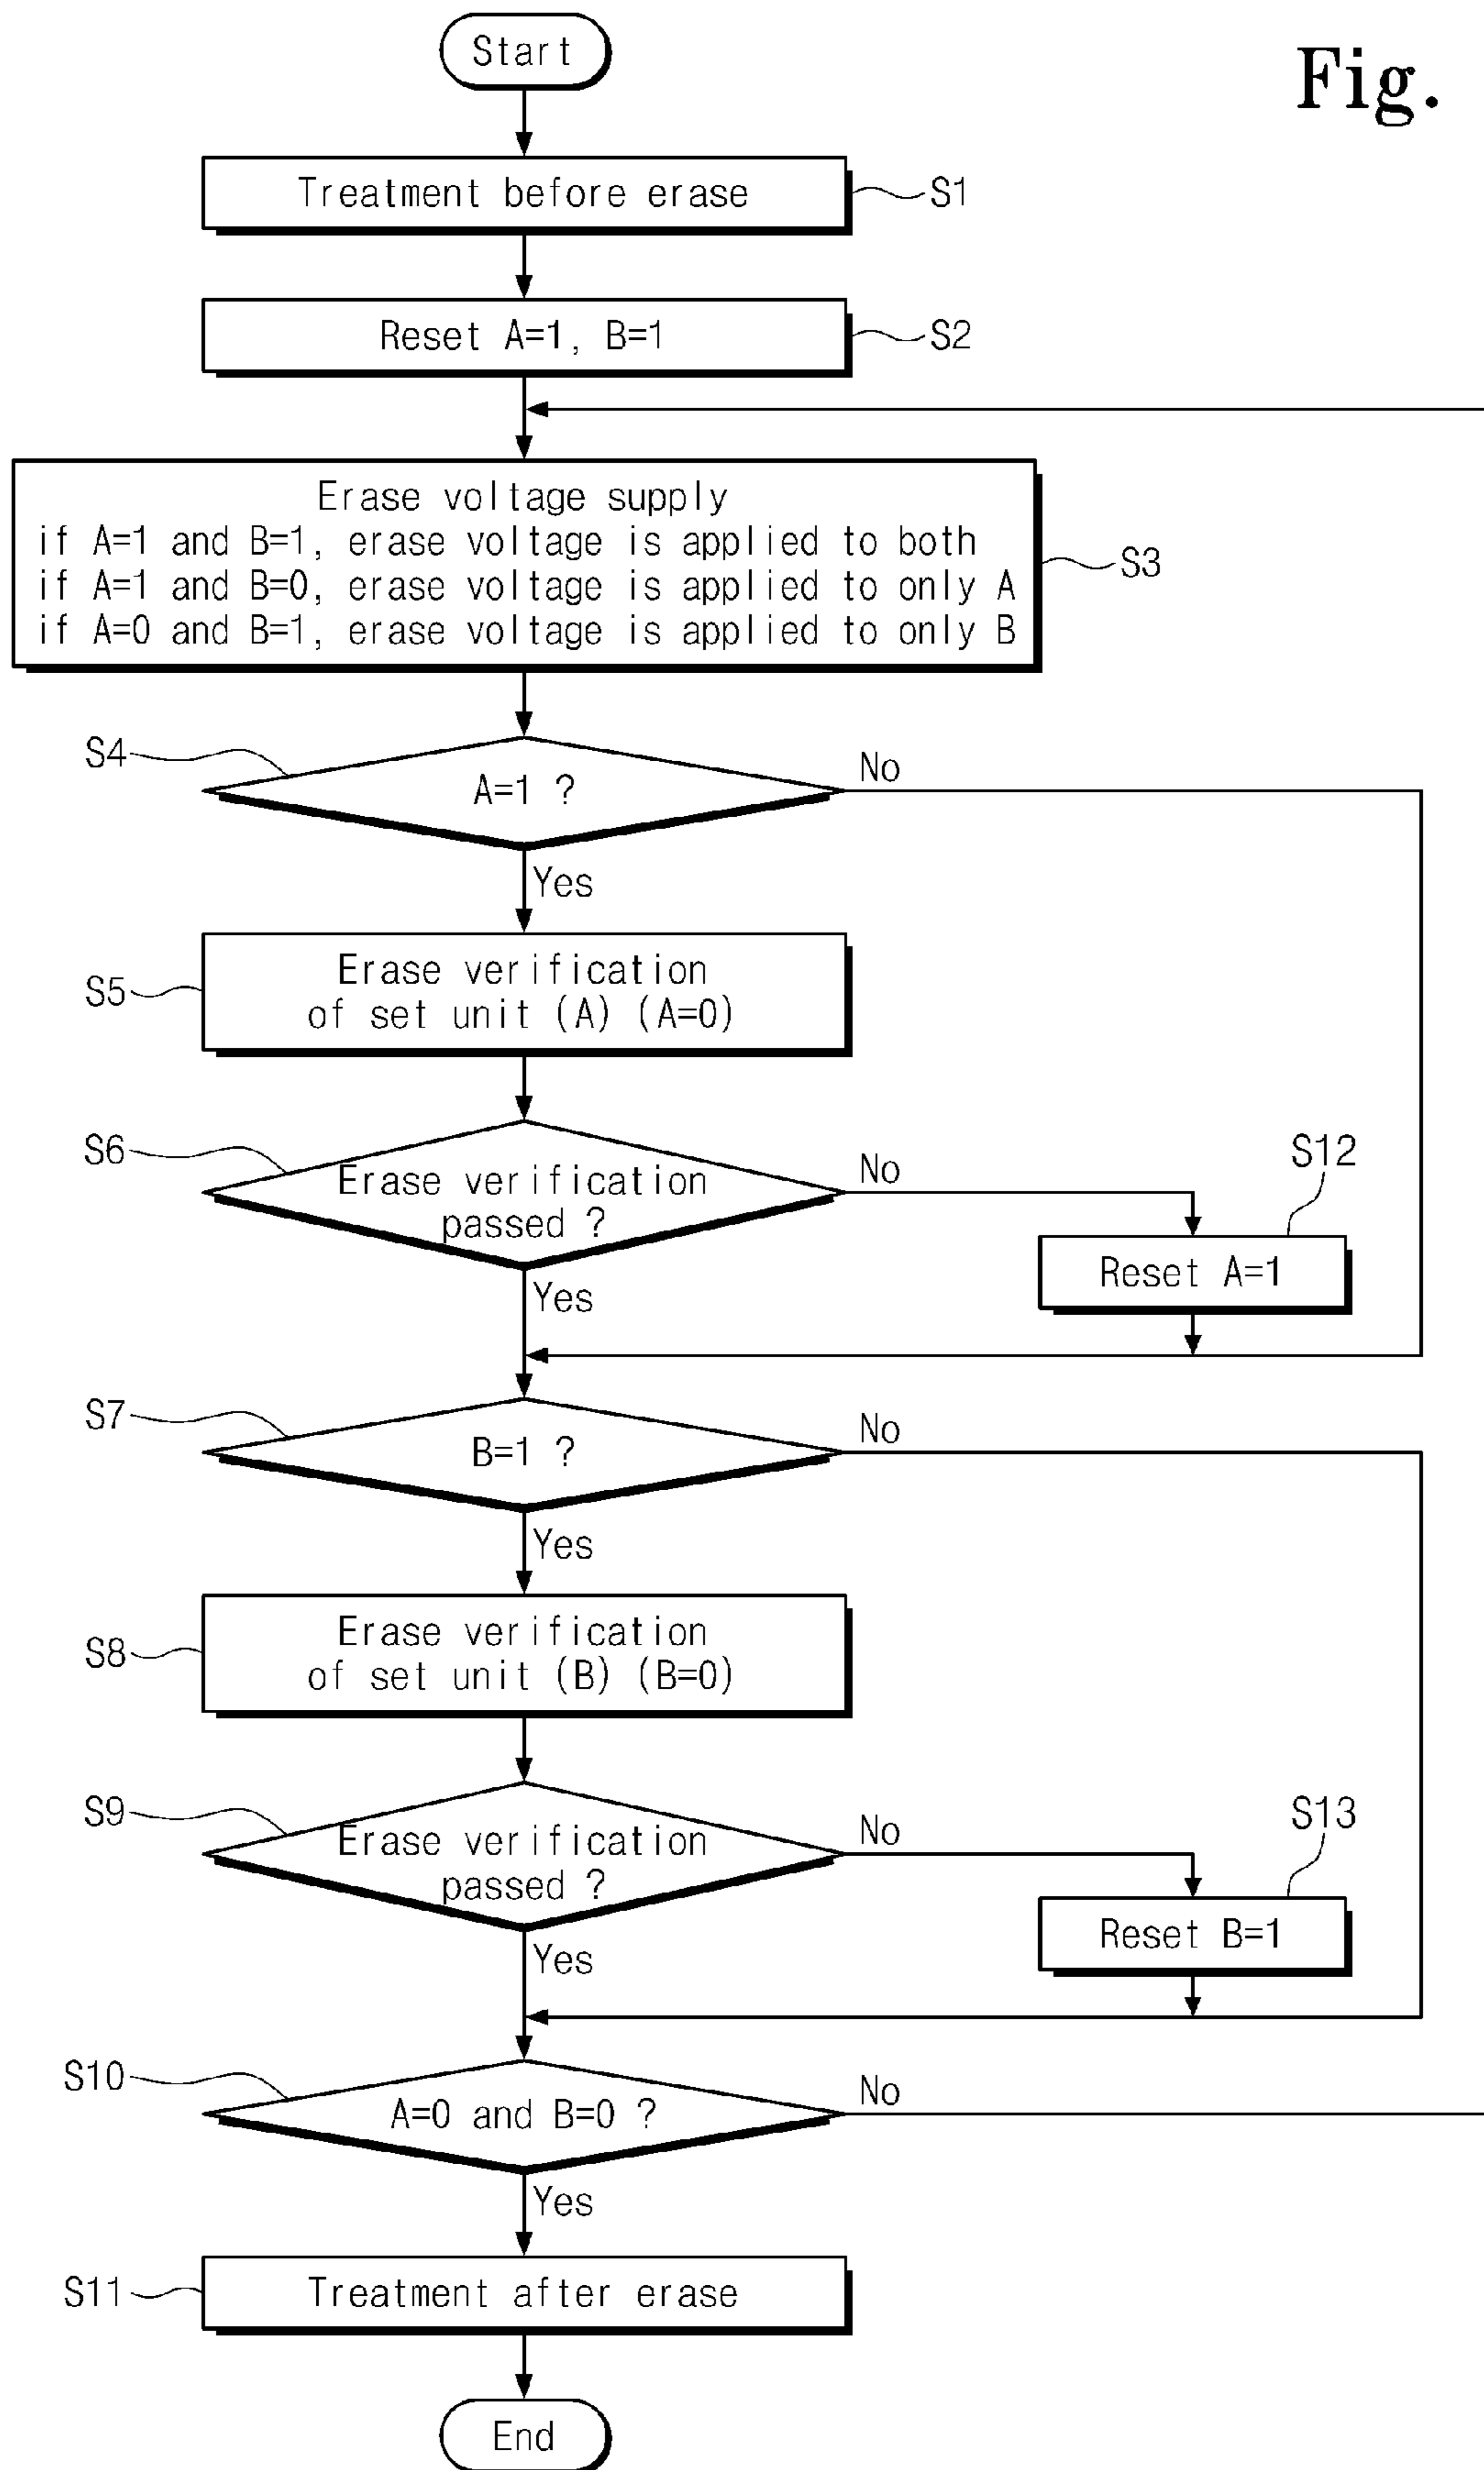 Start
Fig.
Treatment before erase
S1
Reset A=1, B=1
S2
Erase voltage supply
if A=1 and B=1, erase voltage is applied to both
if A=1 and B=0, erase voltage is applied to only A
if A=0 and B=1, erase voltage is applied to only B
S3
S4
A=1 ?
No
Yes
S5
Erase verification
of set unit (A) (A=0)
S6
Erase verification
passed ?
No
S12
Reset A=1
Yes
S7
B=1 ?
No
Yes
S8
Erase verification
of set unit (B) (B=0)
S9
Erase verification
passed ?
No
S13
Reset B=1
Yes
S10
A=0 and B=0 ?
No
Yes
S11
Treatment after erase
End